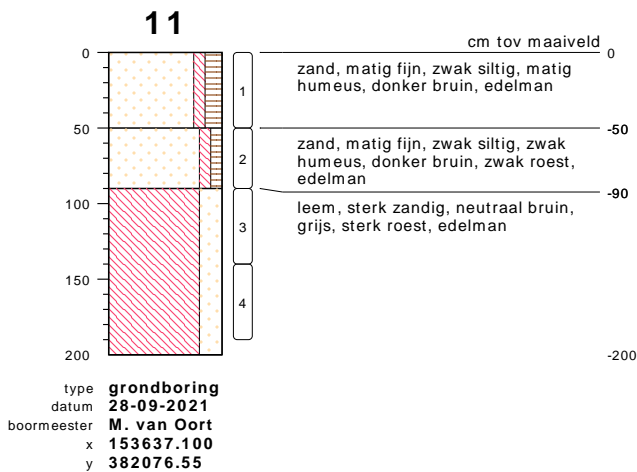 11
cm tov maaiveld
0
0
zand, matig fijn, zwak siltig, matig
humeus, donker bruin, edelman
1
50
-50
zand, matig fijn, zwak siltig, zwak
humeus, donker bruin, zwak roest,
edelman
2
-90
100
leem, sterk zandig, neutraal bruin,
grijs, sterk roest, edelman
3
150
4
200
-200
type grondboring
datum 28-09-2021
boormeester M. van Oort
x 153637.100
y 382076.55